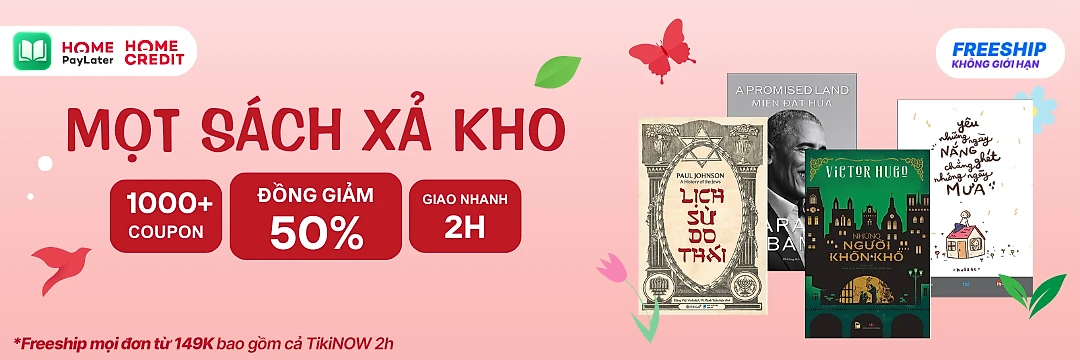 HOME
PayLater
HOME
CREDIT
FREESHIP
KHÔNG GIỚI HẠN
MỌT SÁCH XẢ KHO
1000+
COUPON
ĐỒNG GIẢM
50%
GIAO NHANH
2H
*Freeship mọi đơn từ 149K bao gồm cả TikiNOW 2h
PAUL JOHNSON
A History of the Jews
LỊCH
SỬ
DO
THÁI
A PROMISED LAND
MIỀN ĐẤT HỨA
VICTOR HUGO
NHỮNG
NGƯỜI
KHỐN KHỔ
yêu
những ngày
NẮNG
chẳng ghét
những ngày
MƯA